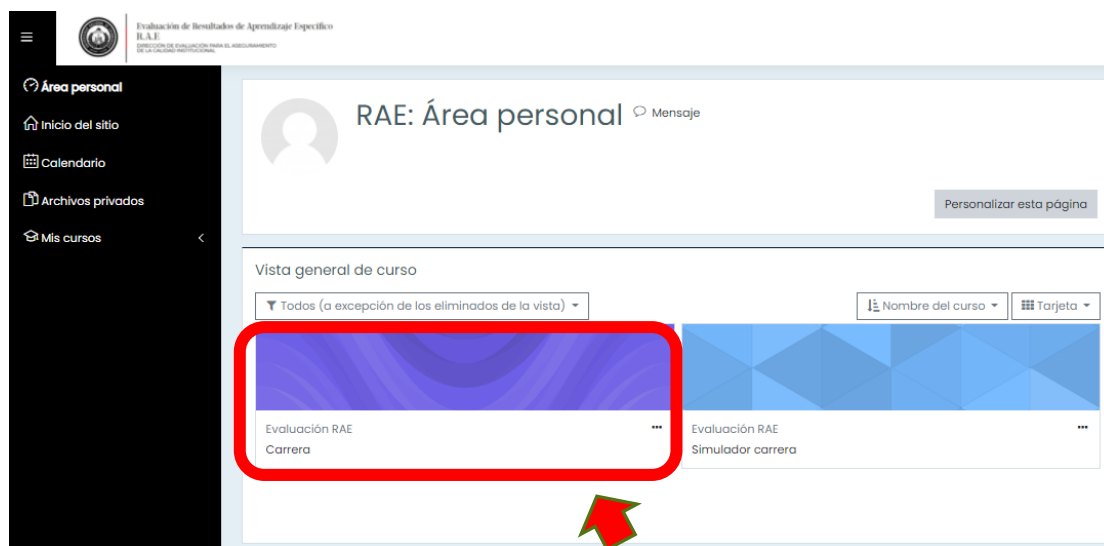 Evaluación de Resultados de Aprendizaje Específico
R.A.E
DIRECCIÓN DE EVALUACIÓN PARA EL ASEGURAMIENTO
DE LA CALIDAD INSTITUCIONAL
Área personal
Inicio del sitio
Calendario
Archivos privados
Mis cursos
RAE: Área personal Mensaje
Personalizar esta página
Vista general de curso
Todos (a excepción de los eliminados de la vista)
Nombre del curso
Tarjeta
Evaluación RAE
Carrera
Evaluación RAE
Simulador carrera